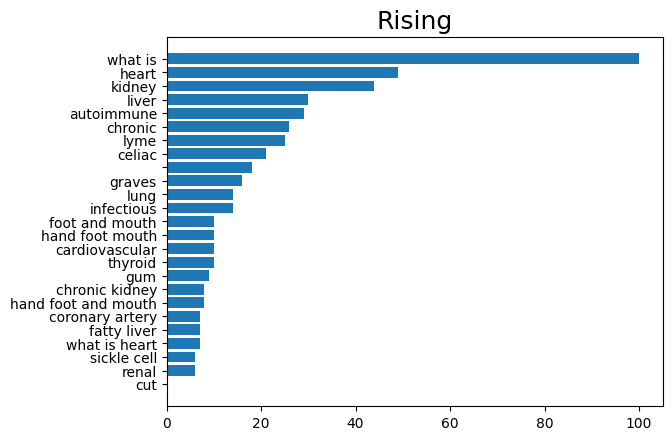 Rising
what is
heart
kidney
liver
autoimmune
chronic
lyme
celiac
graves
lung
infectious
foot and mouth
hand foot mouth
cardiovascular
thyroid
gum
chronic kidney
hand foot and mouth
coronary artery
fatty liver
what is heart
sickle cell
renal
cut
0 20 40 60 80 100